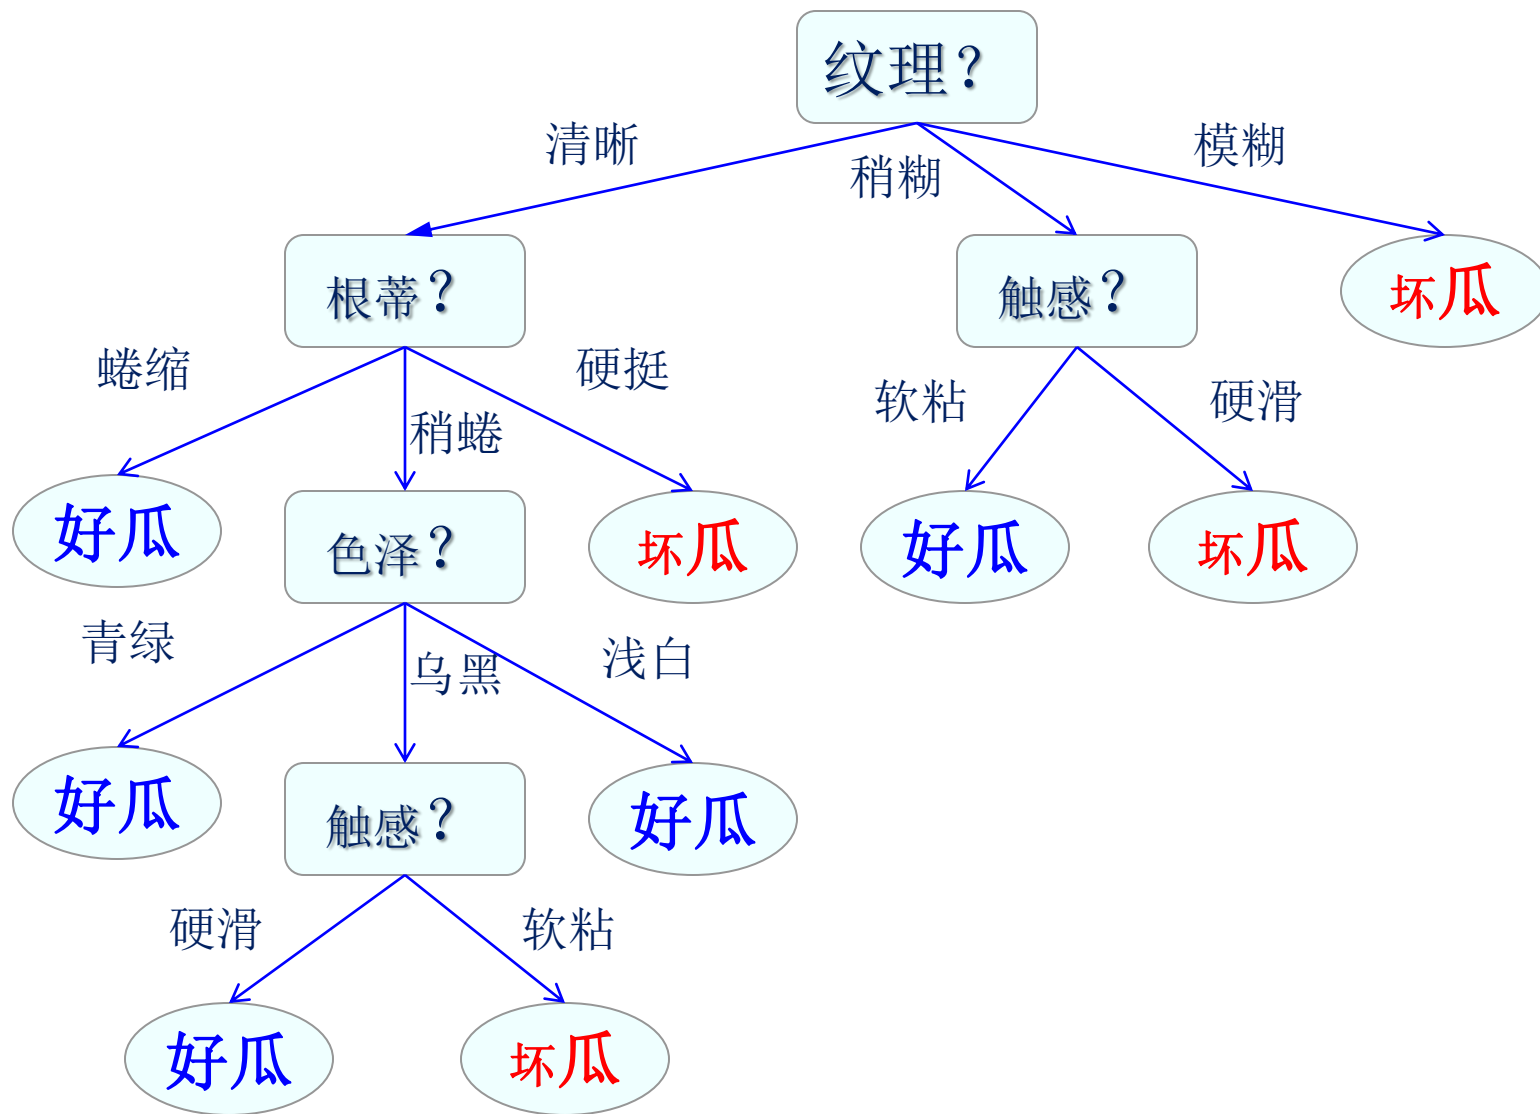 纹理？
清晰
稍糊
模糊
根蒂？
触感？
坏瓜
蜷缩
稍蜷
硬挺
软粘
硬滑
好瓜
色泽？
坏瓜
好瓜
坏瓜
青绿
乌黑
浅白
好瓜
触感？
好瓜
硬滑
软粘
好瓜
坏瓜